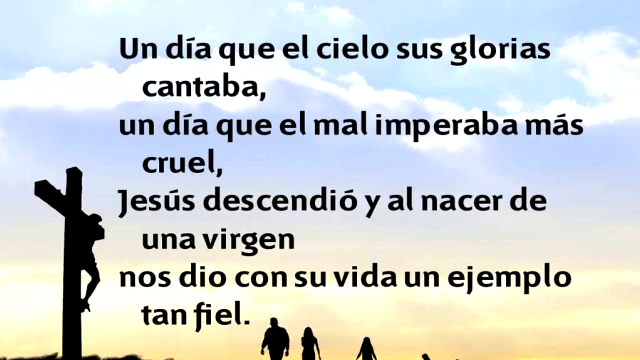 Un día que el cielo sus glorias
cantaba,
un día que el mal imperaba más
cruel,
Jesús descendió y al nacer de
una virgen
nos dio con su vida un ejemplo
tan fiel.